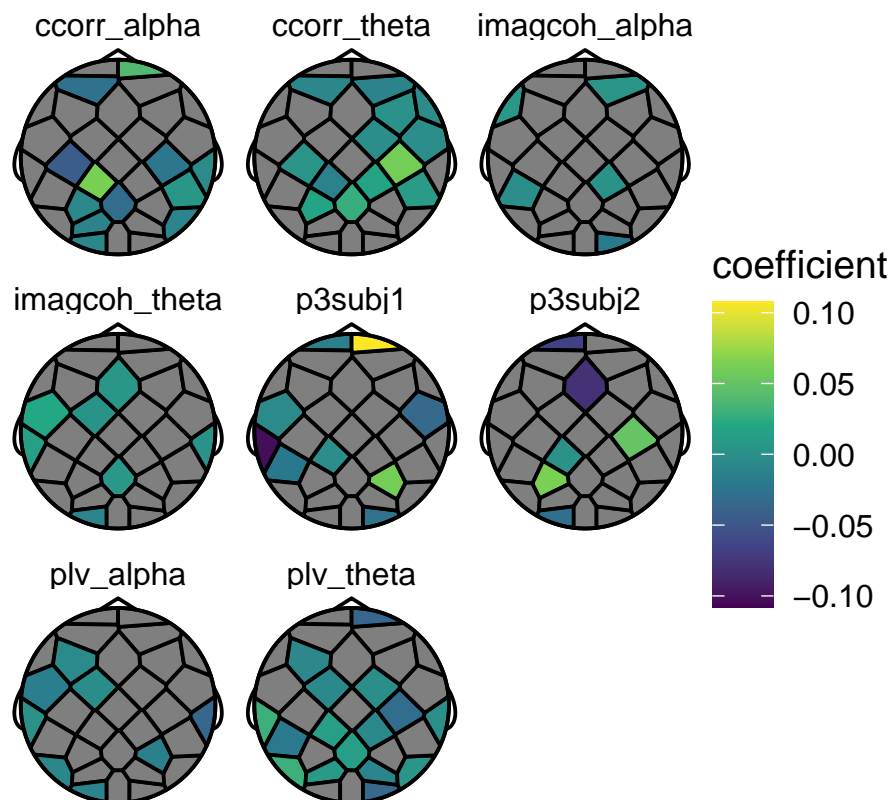 ccorr_alpha ccorr_theta imagcoh_alpha
imagcoh_theta p3subj1 p3subj2
coefficient
0.10
0.05
0.00
−0.05
−0.10
plv_alpha plv_theta